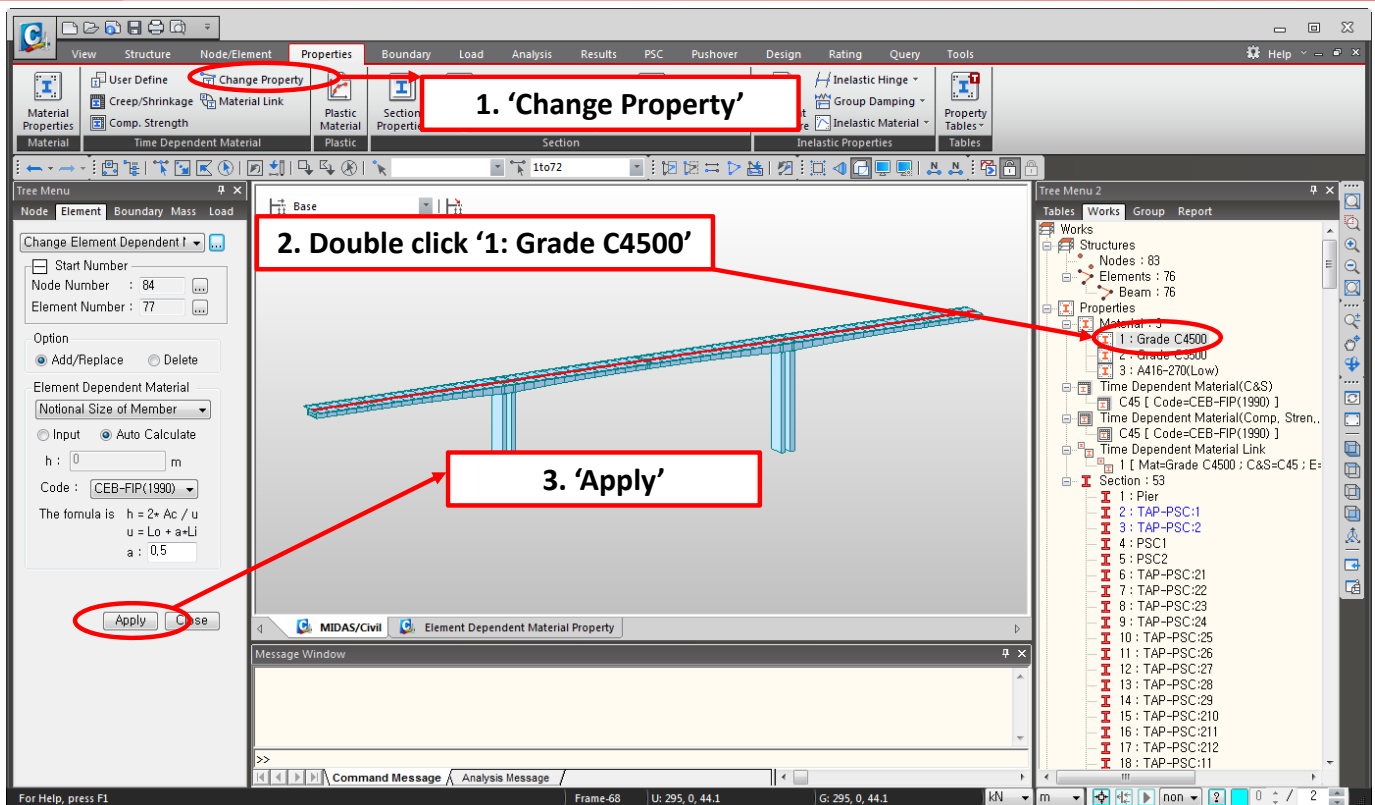 View Structure Node/Element Properties Boundary Load Analysis Results PSC Pushover Design Rating Query Tools Help
User Define Change Property
Creep/Shrinkage Material Link
Comp. Strength
Material Properties
Plastic Material
Section
Inelastic Hinge
Group Damping
Inelastic Material
Property Tables
Material Time Dependent Material Plastic Section Inelastic Properties Tables
1. ‘Change Property’
1to72
Tree Menu
Node Element Boundary Mass Load
Change Element Dependent
Start Number
Node Number : 84 ...
Element Number : 77 ...
Option
Add/Replace Delete
Element Dependent Material
Notional Size of Member
Input Auto Calculate
h : 0 m
Code : CEB-FIP(1990)
The fomula is h = 2* Ac / u
u = Lo + a*Li
a : 0,5
Apply Close
Base
2. Double click ‘1: Grade C4500’
3. ‘Apply’
MIDAS/Civil Element Dependent Material Property
Message Window
>>
Command Message Analysis Message
Tree Menu 2
Tables Works Group Report
Works
Structures
Nodes : 83
Elements : 76
Beam : 76
Properties
Material : 3
1 : Grade C4500
2 : Grade C3500
3 : A416-270(Low)
Time Dependent Material(C&S)
C45 [ Code=CEB-FIP(1990) ]
Time Dependent Material(Comp, Stren,,
C45 [ Code=CEB-FIP(1990) ]
Time Dependent Material Link
1 [ Mat=Grade C4500 ; C&S=C45 ; E=
Section : 53
1 : Pier
2 : TAP-PSC:1
3 : TAP-PSC:2
4 : PSC1
5 : PSC2
6 : TAP-PSC:21
7 : TAP-PSC:22
8 : TAP-PSC:23
9 : TAP-PSC:24
10 : TAP-PSC:25
11 : TAP-PSC:26
12 : TAP-PSC:27
13 : TAP-PSC:28
14 : TAP-PSC:29
15 : TAP-PSC:210
16 : TAP-PSC:211
17 : TAP-PSC:212
18 : TAP-PSC:11
For Help, press F1 Frame-68 U: 295, 0, 44.1 G: 295, 0, 44.1 kN m non 0 / 2